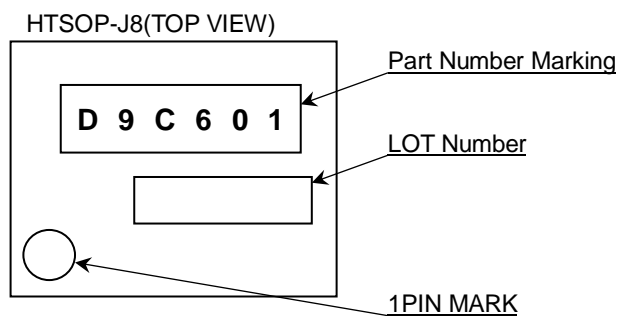 HTSOP-J8(TOP VIEW)
Part Number Marking
D 9 C 6 0 1
LOT Number
1PIN MARK